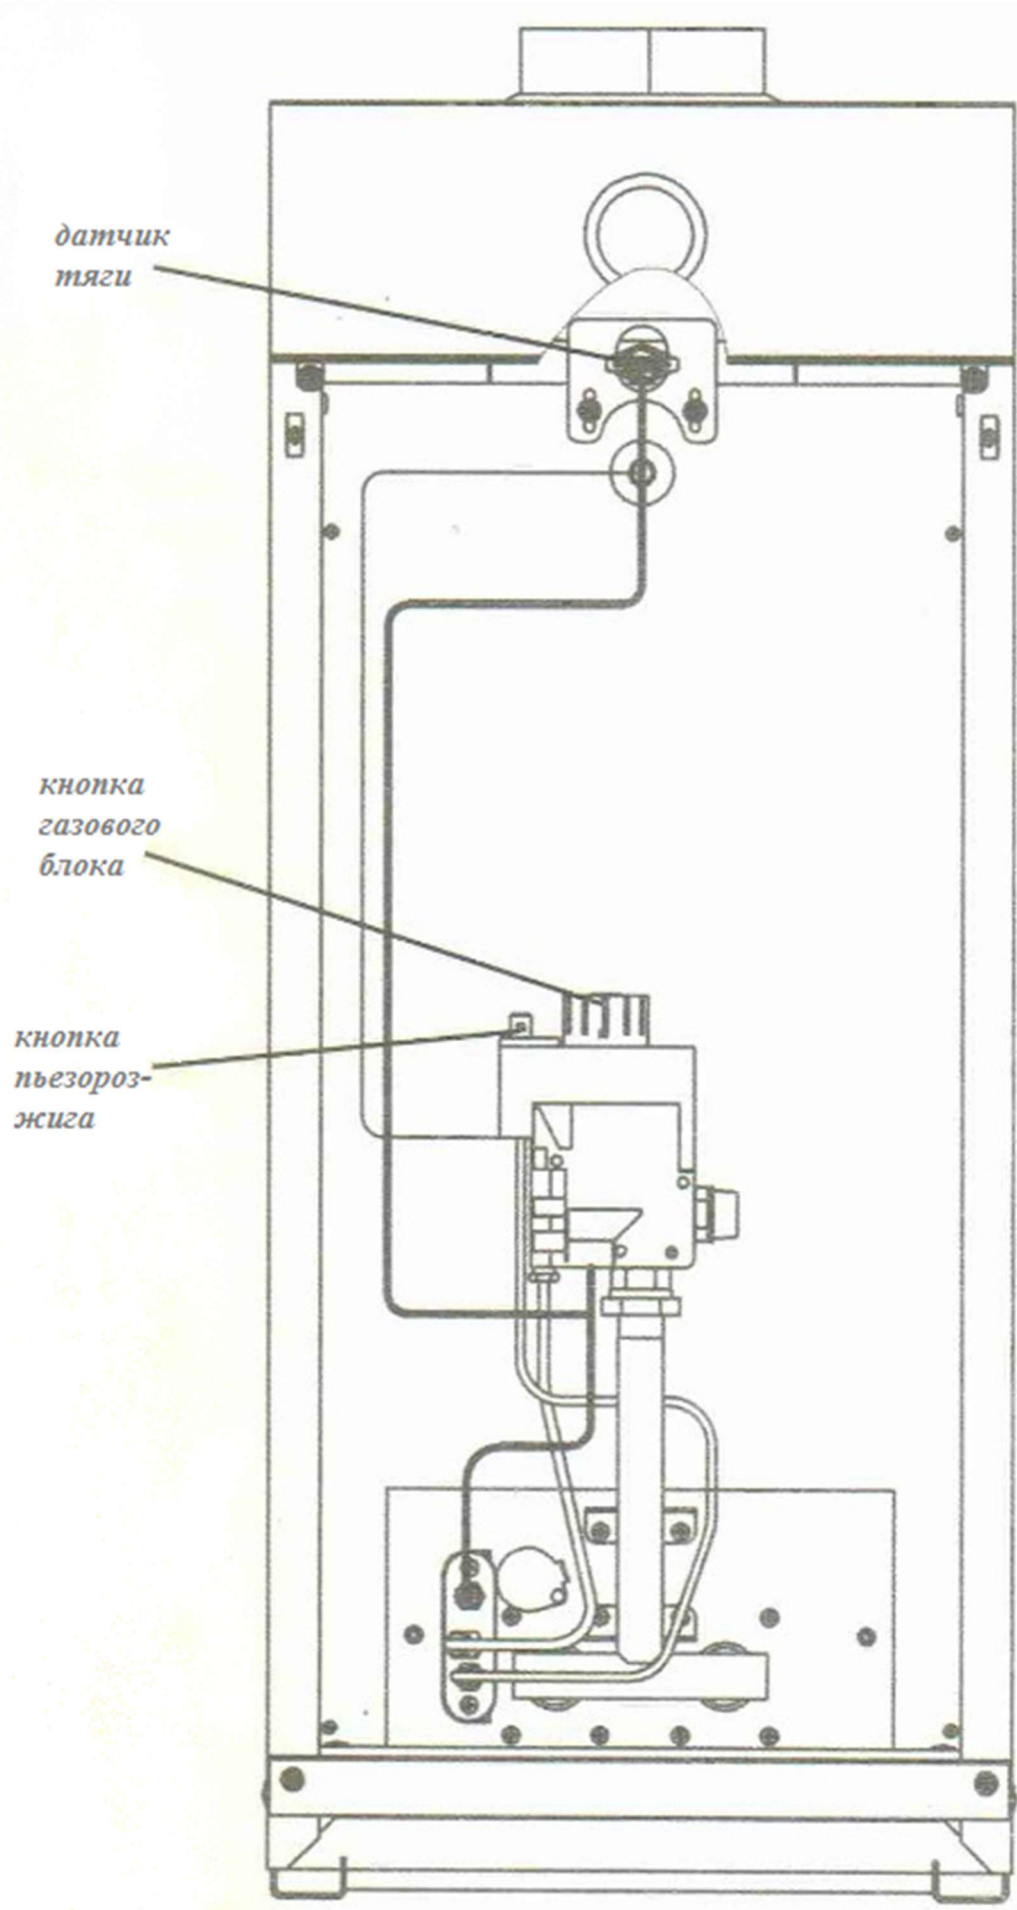 датчик
тяги
кнопка
газового
блока
кнопка
пьезороз-
жига